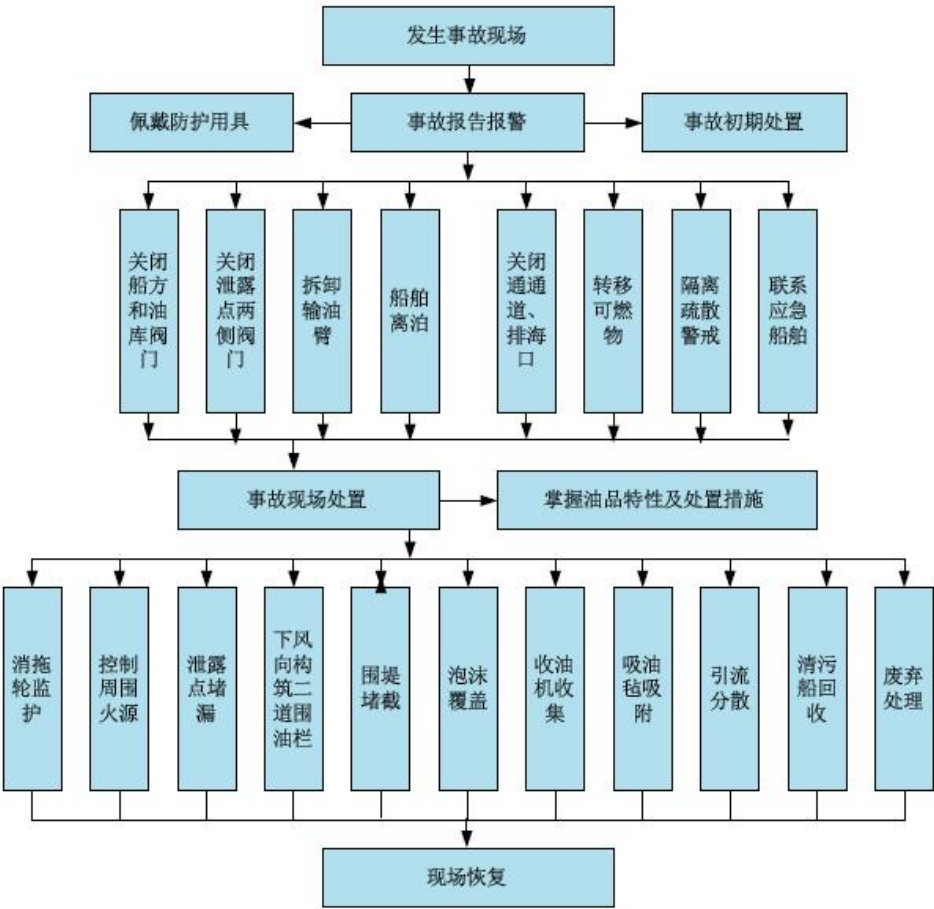 发生事故现场
佩戴防护用具
事故报告报警
事故初期处置
关闭
船方
和油
库阀
门
关闭
泄露
点两
侧阀
门
拆卸
输油
臂
船舶
离泊
关闭
通通
道、
排海
口
转移
可燃
物
隔离
疏散
警戒
联系
应急
船舶
事故现场处置
掌握油品特性及处置措施
消拖
轮监
护
控制
周围
火源
泄露
点堵
漏
下风
向构
筑二
道围
油栏
围堤
堵截
泡沫
覆盖
收油
机收
集
吸油
毡吸
附
引流
分散
清污
船回
收
废弃
处理
现场恢复